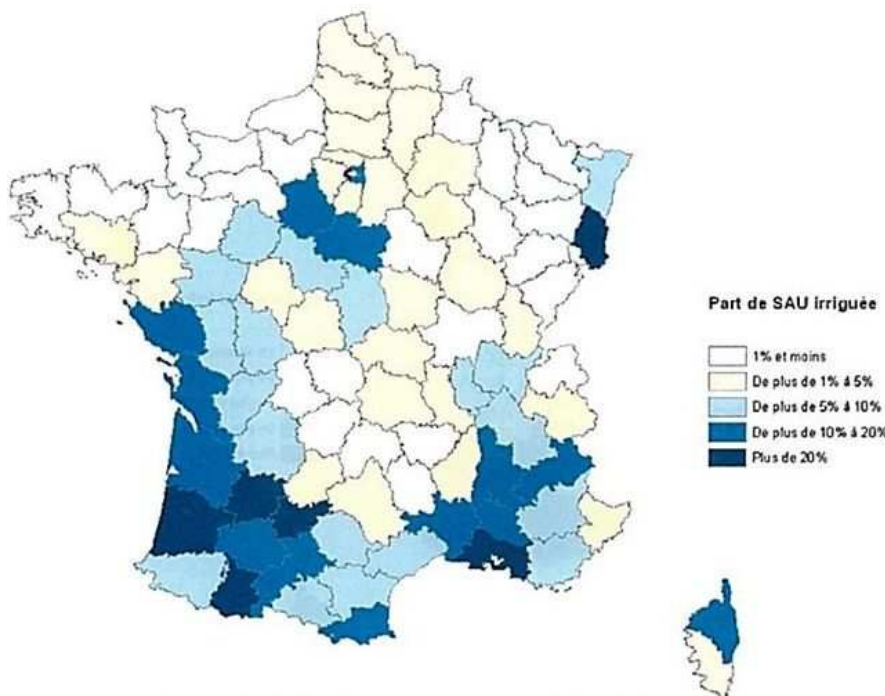 Part de SAU irriguée
1% et moins
De plus de 1% à 5%
De plus de 5% à 10%
De plus de 10% à 20%
Plus de 20%